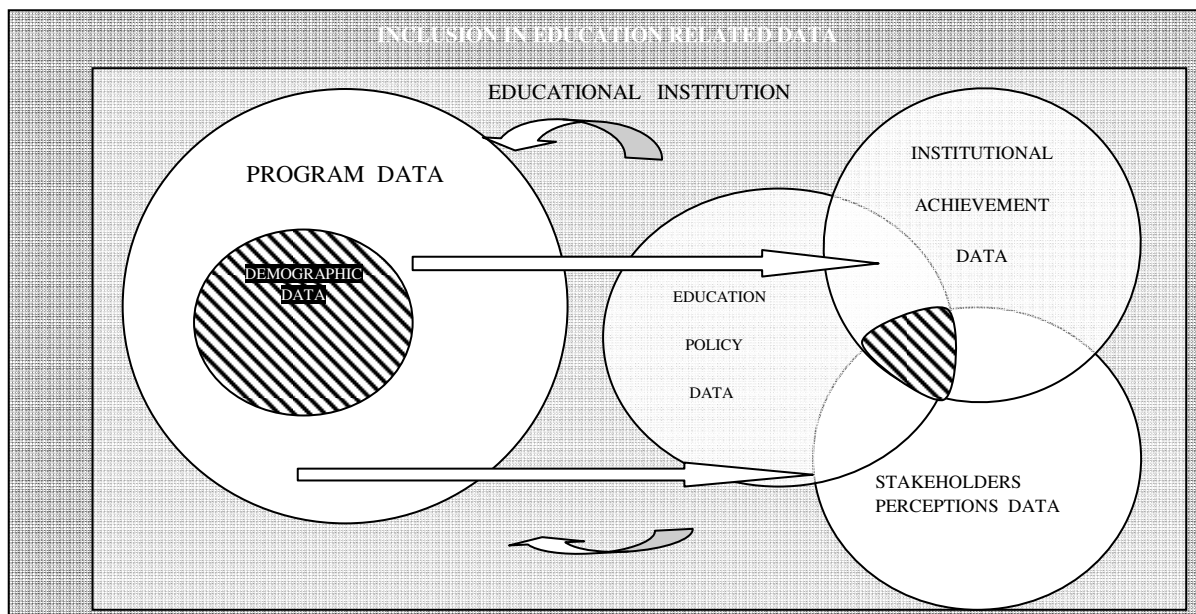 INCLUSION IN EDUCATION RELATED DATA
EDUCATIONAL INSTITUTION
PROGRAM DATA
DEMOGRAPHIC
DATA
INSTITUTIONAL
ACHIEVEMENT
DATA
EDUCATION
POLICY
DATA
STAKEHOLDERS
PERCEPTIONS DATA